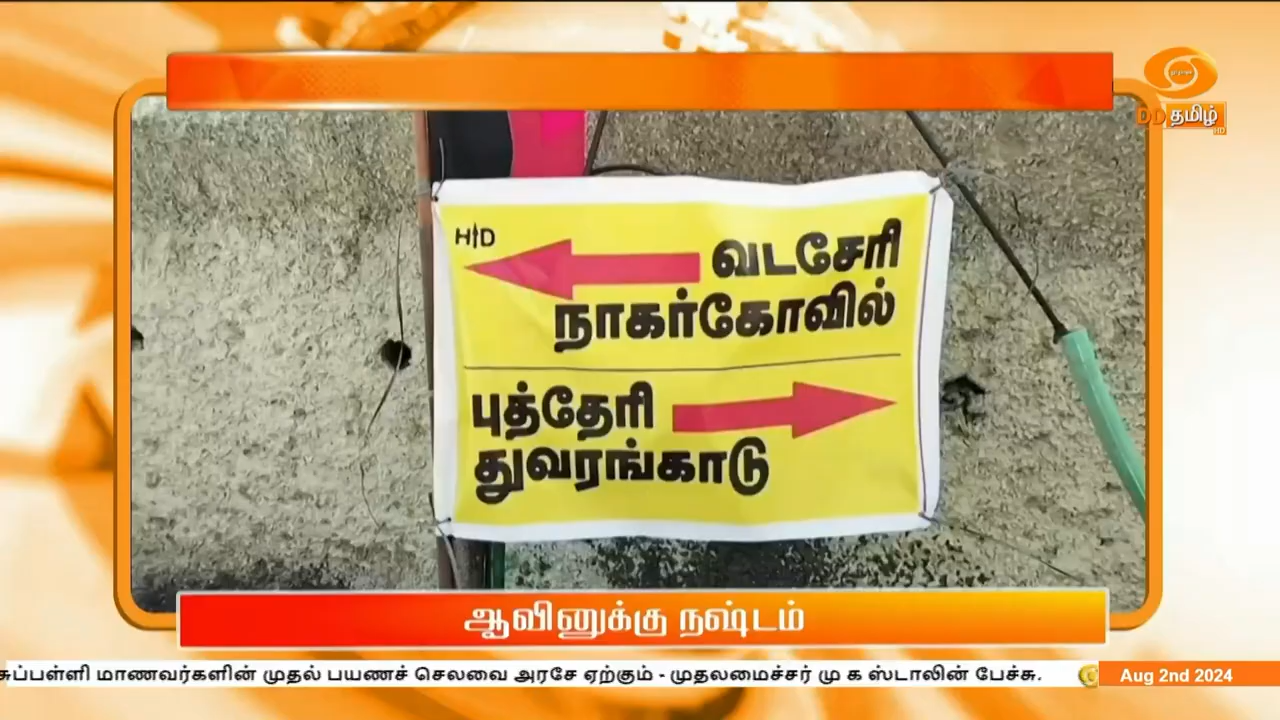 DD தமிழ்
HD
HD
வடசேரி
நாகர்கோவில்
புத்தேரி
துவரங்காடு
ஆவினுக்கு நஷ்டம்
சுப்பள்ளி மாணவர்களின் முதல் பயணச் செலவை அரசே ஏற்கும் - முதலமைச்சர் மு க ஸ்டாலின் பேச்சு.
Aug 2nd 2024